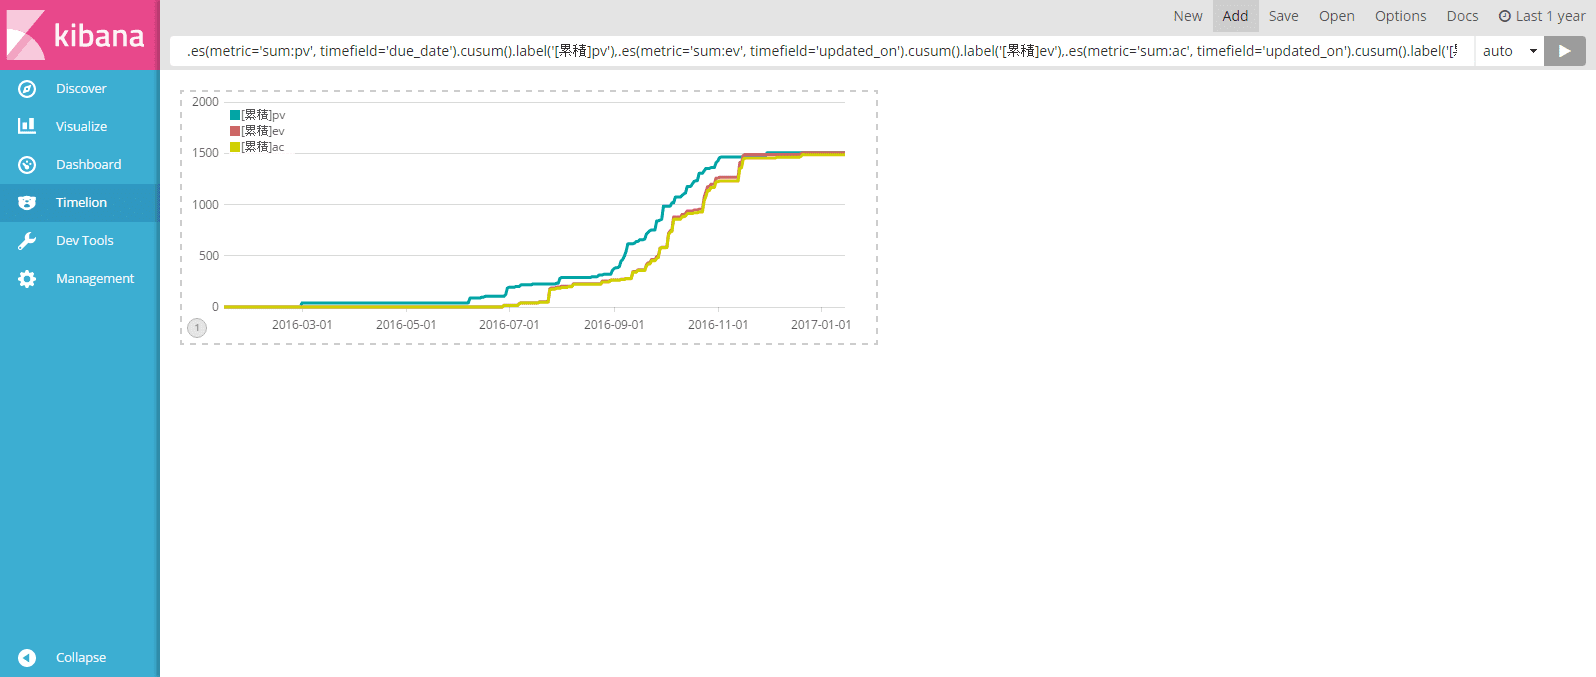 kibana
New Add Save Open Options Docs Last 1 year
.es(metric='sum:pv', timefield='due_date').cusum().label('[累積]pv'),.es(metric='sum:ev', timefield='updated_on').cusum().label('[累積]ev'),.es(metric='sum:ac', timefield='updated_on').cusum().label('[
auto
Discover
Visualize
Dashboard
Timelion
Dev Tools
Management
Collapse
2000
1500
1000
500
0
[累積]pv
[累積]ev
[累積]ac
2016-03-01 2016-05-01 2016-07-01 2016-09-01 2016-11-01 2017-01-01
1